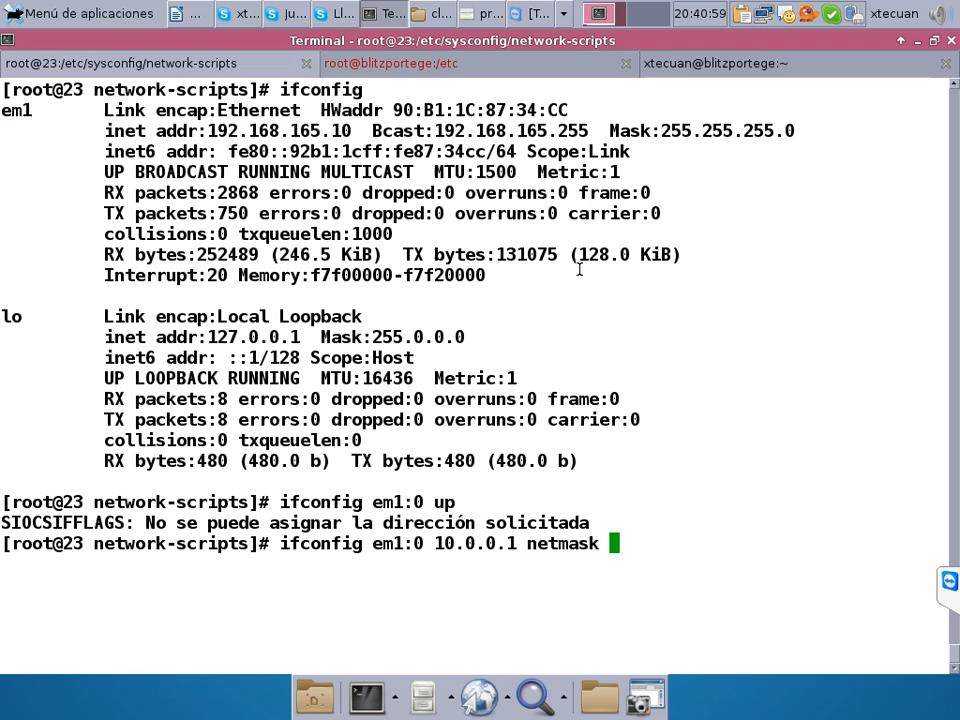 Menú de aplicaciones ... xt... Ju... Ll... Te... cl... pr... [T... 20:40:59 xtecuan
Terminal - root@23:/etc/sysconfig/network-scripts
root@23:/etc/sysconfig/network-scripts root@blitzportege:/etc xtecuan@blitzportege:~
[root@23 network-scripts]# ifconfig
em1 Link encap:Ethernet HWaddr 90:B1:1C:87:34:CC
inet addr:192.168.165.10 Bcast:192.168.165.255 Mask:255.255.255.0
inet6 addr: fe80::92b1:1cff:fe87:34cc/64 Scope:Link
UP BROADCAST RUNNING MULTICAST MTU:1500 Metric:1
RX packets:2868 errors:0 dropped:0 overruns:0 frame:0
TX packets:750 errors:0 dropped:0 overruns:0 carrier:0
collisions:0 txqueuelen:1000
RX bytes:252489 (246.5 KiB) TX bytes:131075 (128.0 KiB)
Interrupt:20 Memory:f7f00000-f7f20000
lo Link encap:Local Loopback
inet addr:127.0.0.1 Mask:255.0.0.0
inet6 addr: ::1/128 Scope:Host
UP LOOPBACK RUNNING MTU:16436 Metric:1
RX packets:8 errors:0 dropped:0 overruns:0 frame:0
TX packets:8 errors:0 dropped:0 overruns:0 carrier:0
collisions:0 txqueuelen:0
RX bytes:480 (480.0 b) TX bytes:480 (480.0 b)
[root@23 network-scripts]# ifconfig em1:0 up
SIOCSIFFLAGS: No se puede asignar la dirección solicitada
[root@23 network-scripts]# ifconfig em1:0 10.0.0.1 netmask